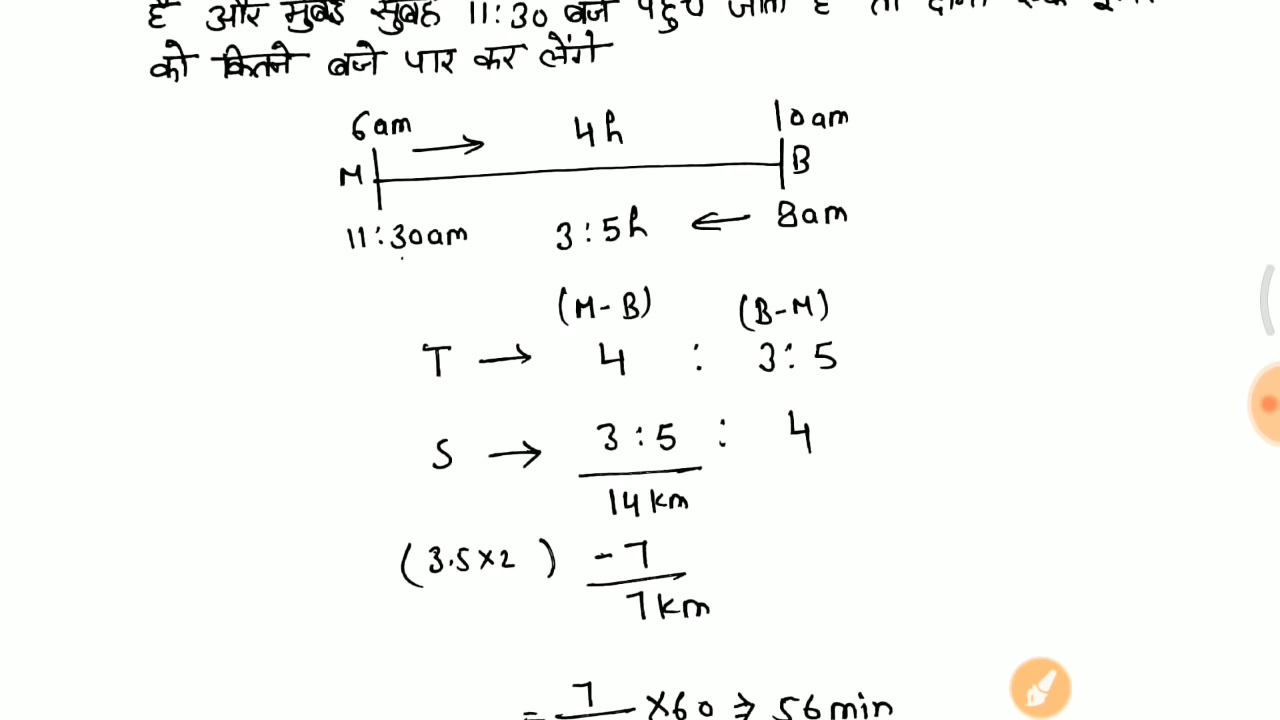 है और मुंबई सुबह 11:30 बजे पहुंच जाती है तो दोनों एक
को कितने बजे पार कर लेंगे
6am 4h 10am
M B
11:30am 3:5h 8am
(M-B) (B-M)
T → 4 : 3:5
S → 3:5 : 4
14km
(3.5×2) -7
7km
= 7 ×60 ⇒ 56min